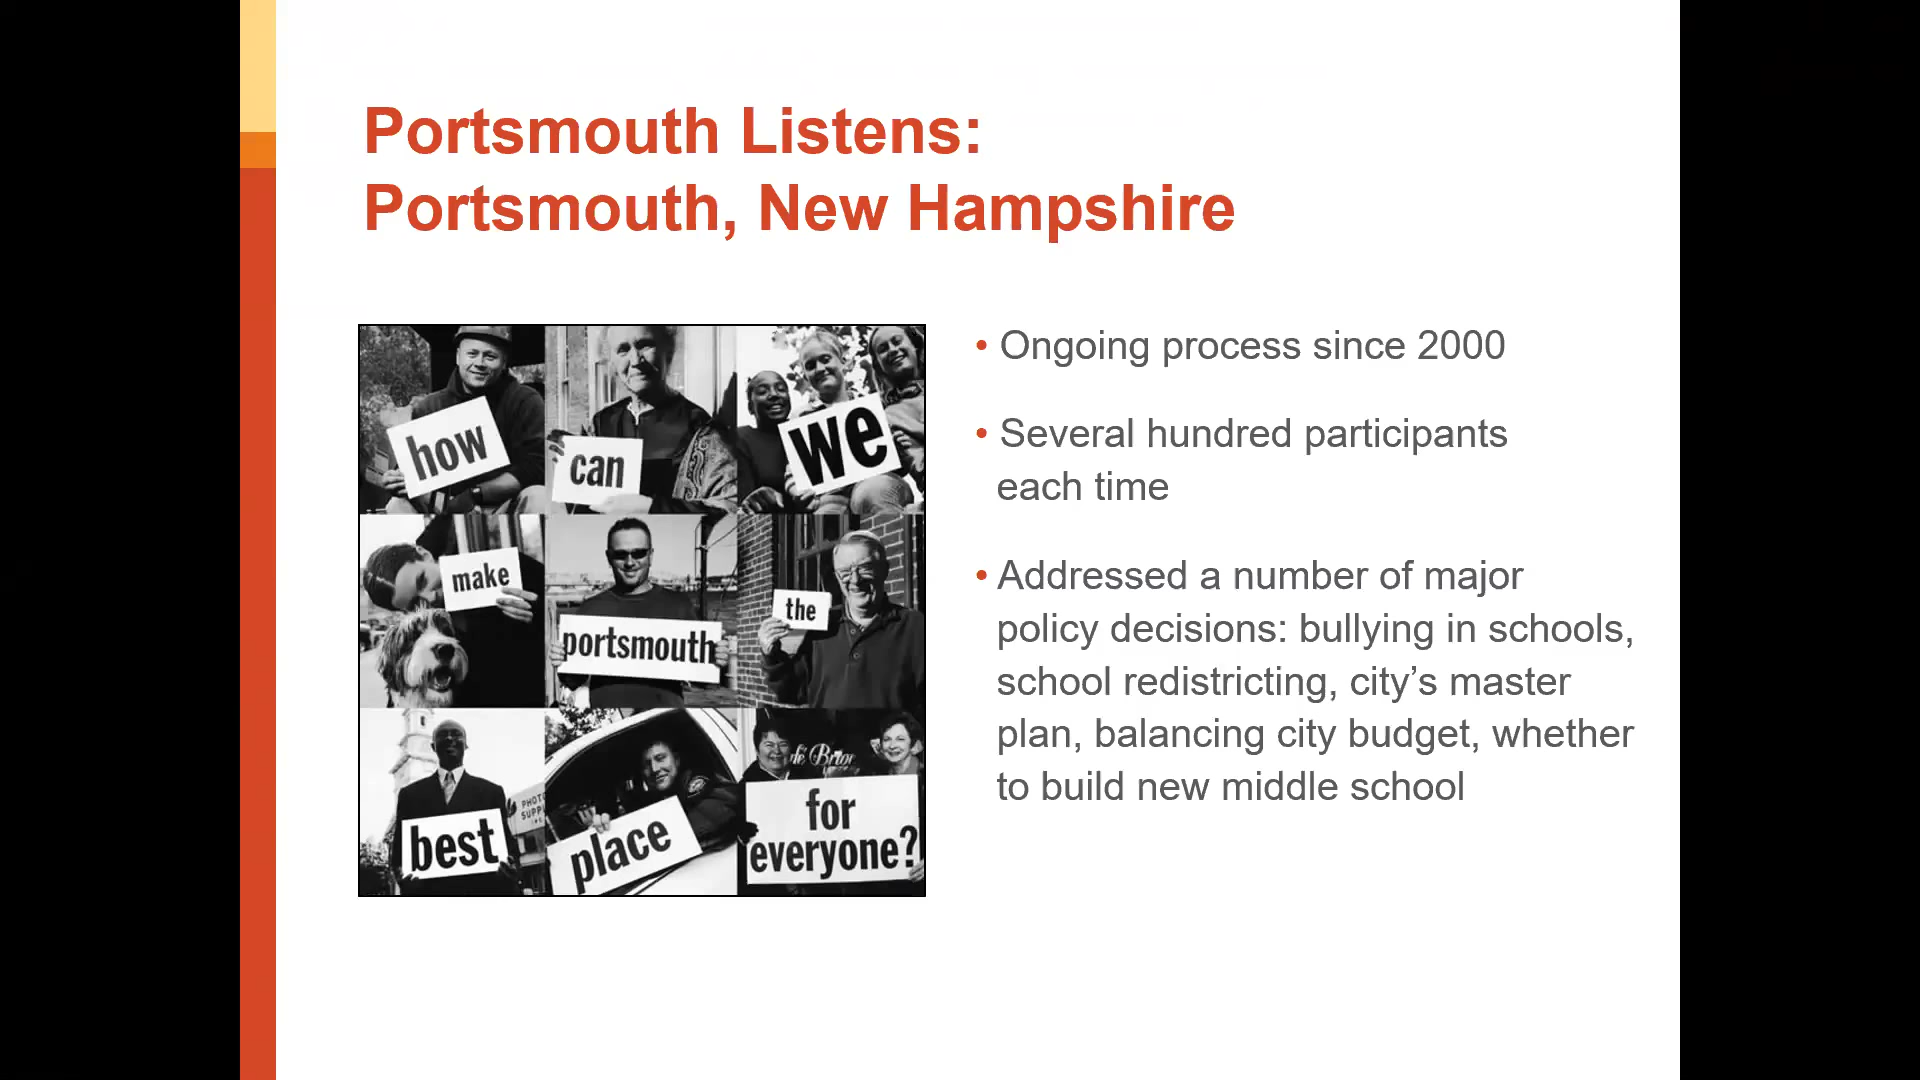 Portsmouth Listens:
Portsmouth, New Hampshire
how
can
we
make
portsmouth
the
best
place
for
everyone?
PHOTO
SUPP
• Ongoing process since 2000
• Several hundred participants
each time
• Addressed a number of major
policy decisions: bullying in schools,
school redistricting, city’s master
plan, balancing city budget, whether
to build new middle school